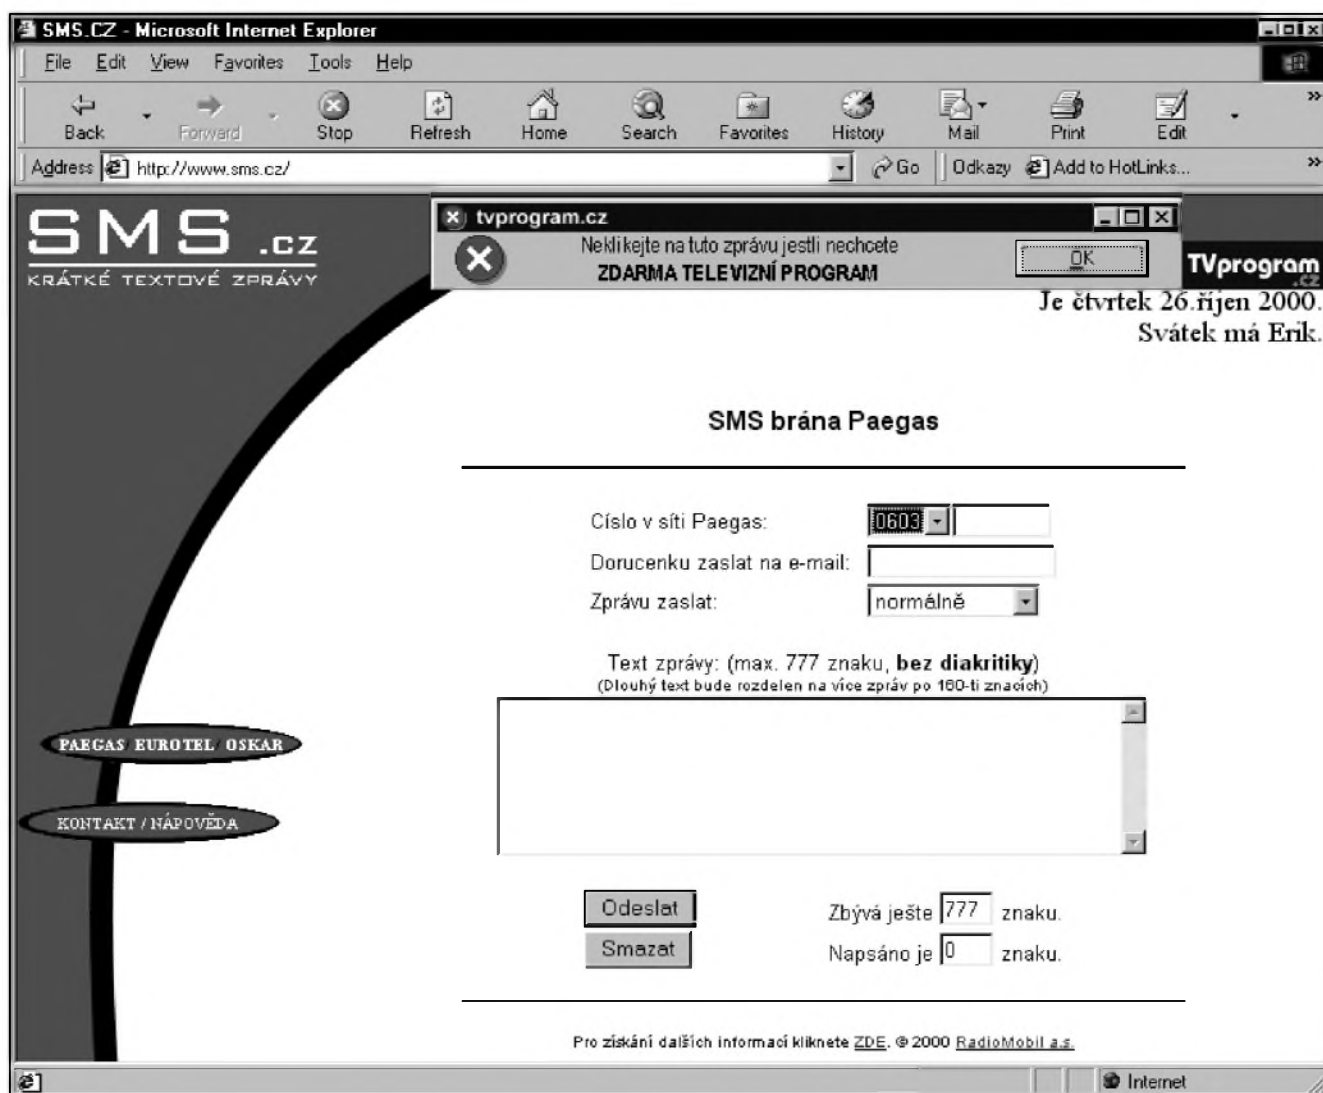 SMS.CZ - Microsoft Internet Explorer
File Edit View Favorites Tools Help
Back Forward Stop Refresh Home Search Favorites History Mail Print Edit »
Address http://www.sms.cz/ Go Odkazy Add to HotLinks... »
SMS.cz
KRÁTKÉ TEXTOVÉ ZPRÁVY
tvprogram.cz
Neklikejte na tuto zprávu jestli nechcete
ZDARMA TELEVIZNÍ PROGRAM
OK
TVprogram
.cz
Je čtvrtek 26.říjen 2000.
Svátek má Erik.
SMS brána Paegas
Císlo v síti Paegas: 0603
Dorucenku zaslat na e-mail:
Zprávu zaslat: normálně
Text zprávy: (max. 777 znaku, bez diakritiky)
(Dlouhý text bude rozdelen na více zpráv po 160-ti znacích)
PAEGAS/ EUROTEL/ OSKAR
KONTAKT / NÁPOVĚDA
Odeslat Zbývá ješte 777 znaku.
Smazat Napsáno je 0 znaku.
Pro získání dalších informací kliknete ZDE. © 2000 RadioMobil a.s.
Internet